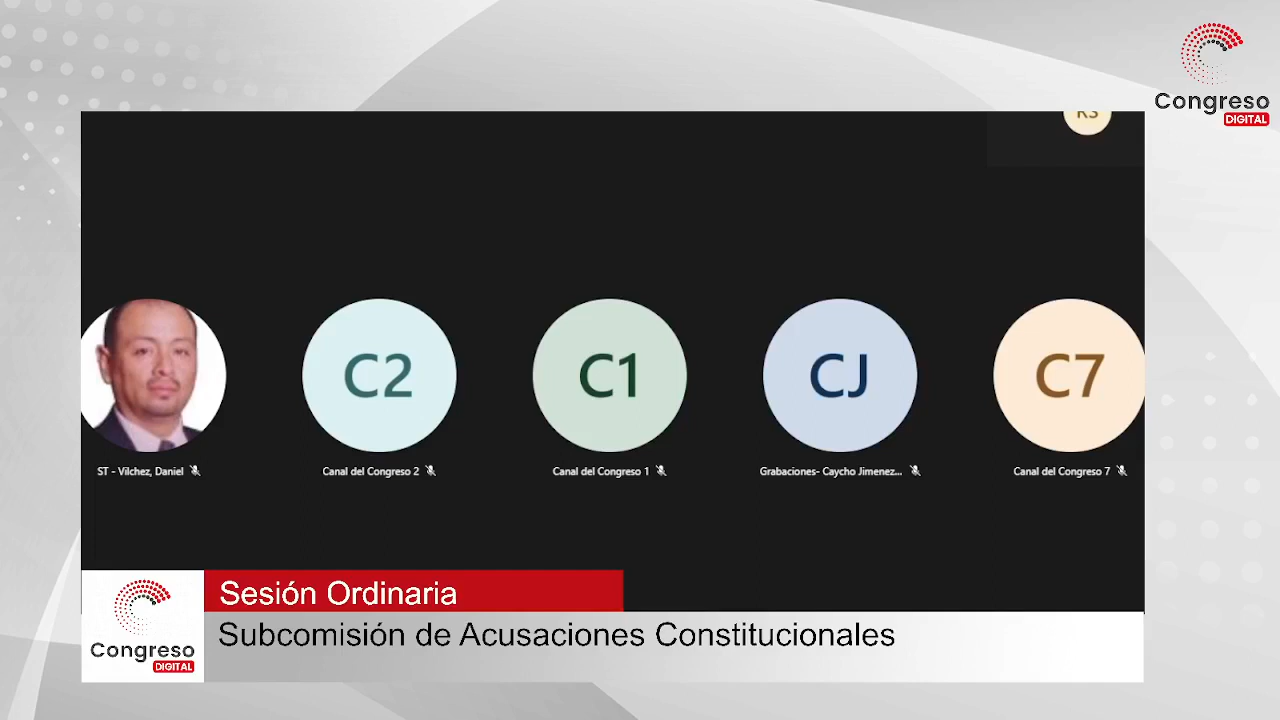 Congreso
DIGITAL
C2
C1
CJ
C7
ST - Vilchez, Daniel
Canal del Congreso 2
Canal del Congreso 1
Grabaciones- Caycho Jimenez...
Canal del Congreso 7
Sesión Ordinaria
Subcomisión de Acusaciones Constitucionales
Congreso
DIGITAL